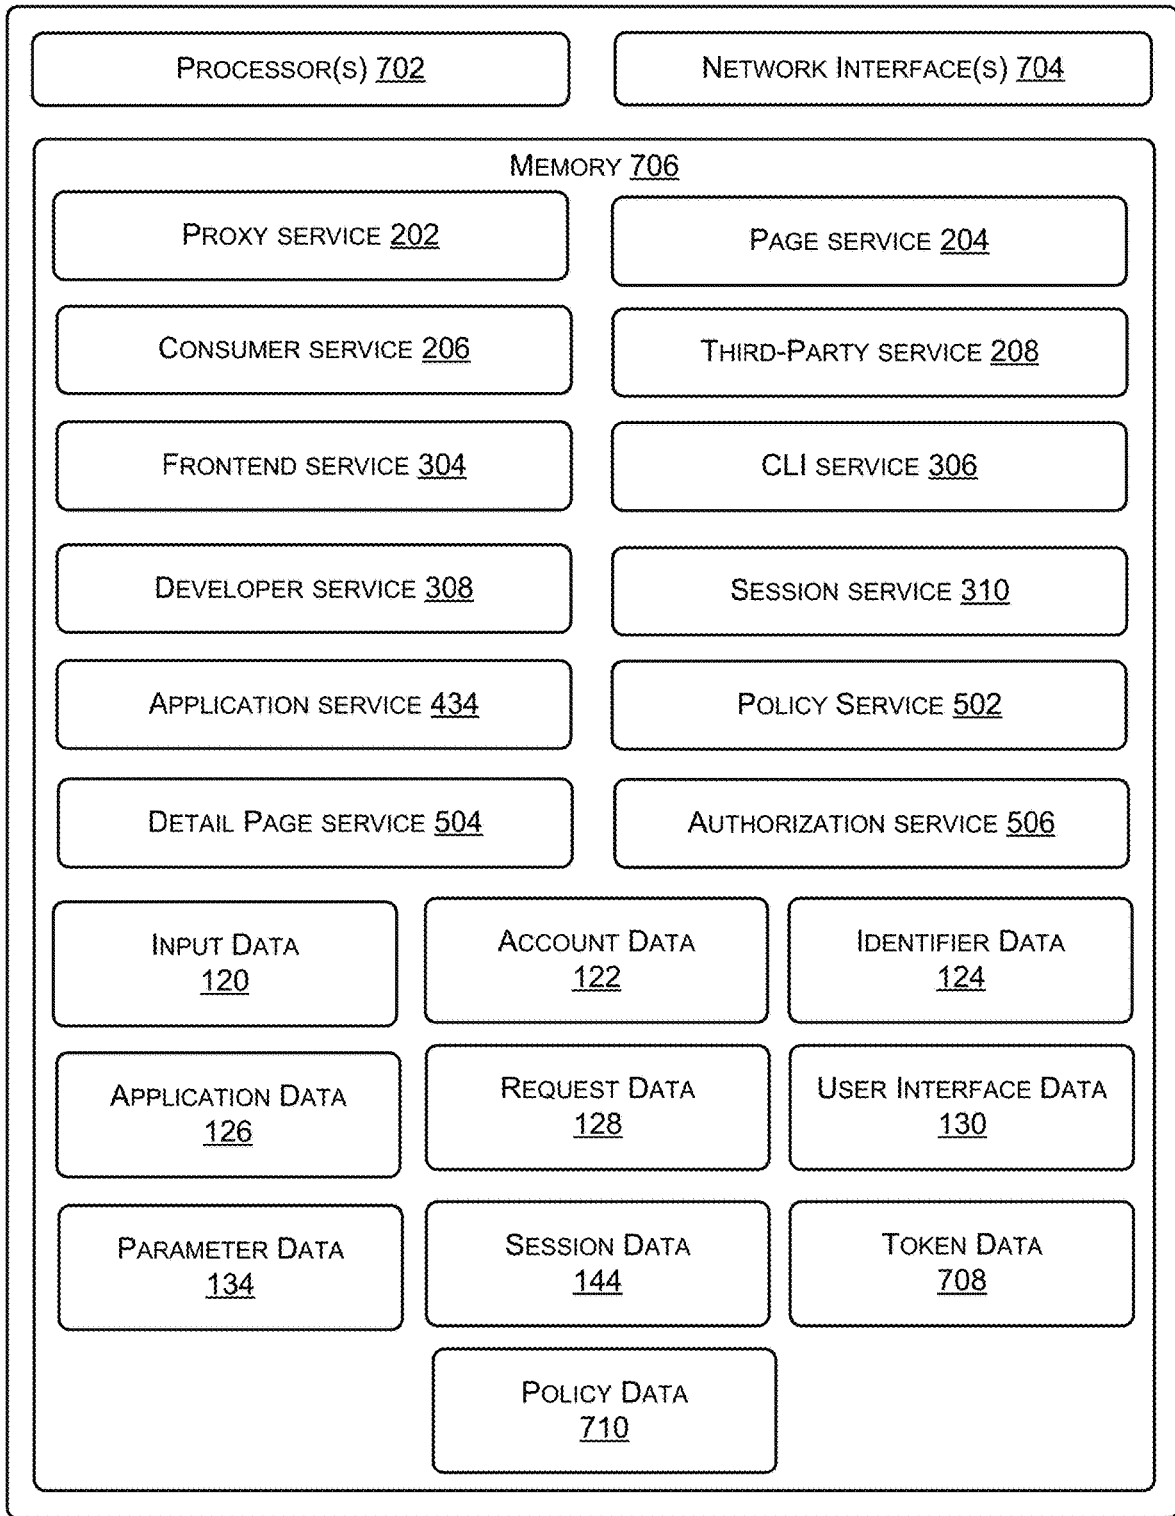 PROCESSOR(S) 702
NETWORK INTERFACE(S) 704
MEMORY 706
PROXY SERVICE 202
PAGE SERVICE 204
CONSUMER SERVICE 206
THIRD-PARTY SERVICE 208
FRONTEND SERVICE 304
CLI SERVICE 306
DEVELOPER SERVICE 308
SESSION SERVICE 310
APPLICATION SERVICE 434
POLICY SERVICE 502
DETAIL PAGE SERVICE 504
AUTHORIZATION SERVICE 506
INPUT DATA
120
ACCOUNT DATA
122
IDENTIFIER DATA
124
APPLICATION DATA
126
REQUEST DATA
128
USER INTERFACE DATA
130
PARAMETER DATA
134
SESSION DATA
144
TOKEN DATA
708
POLICY DATA
710